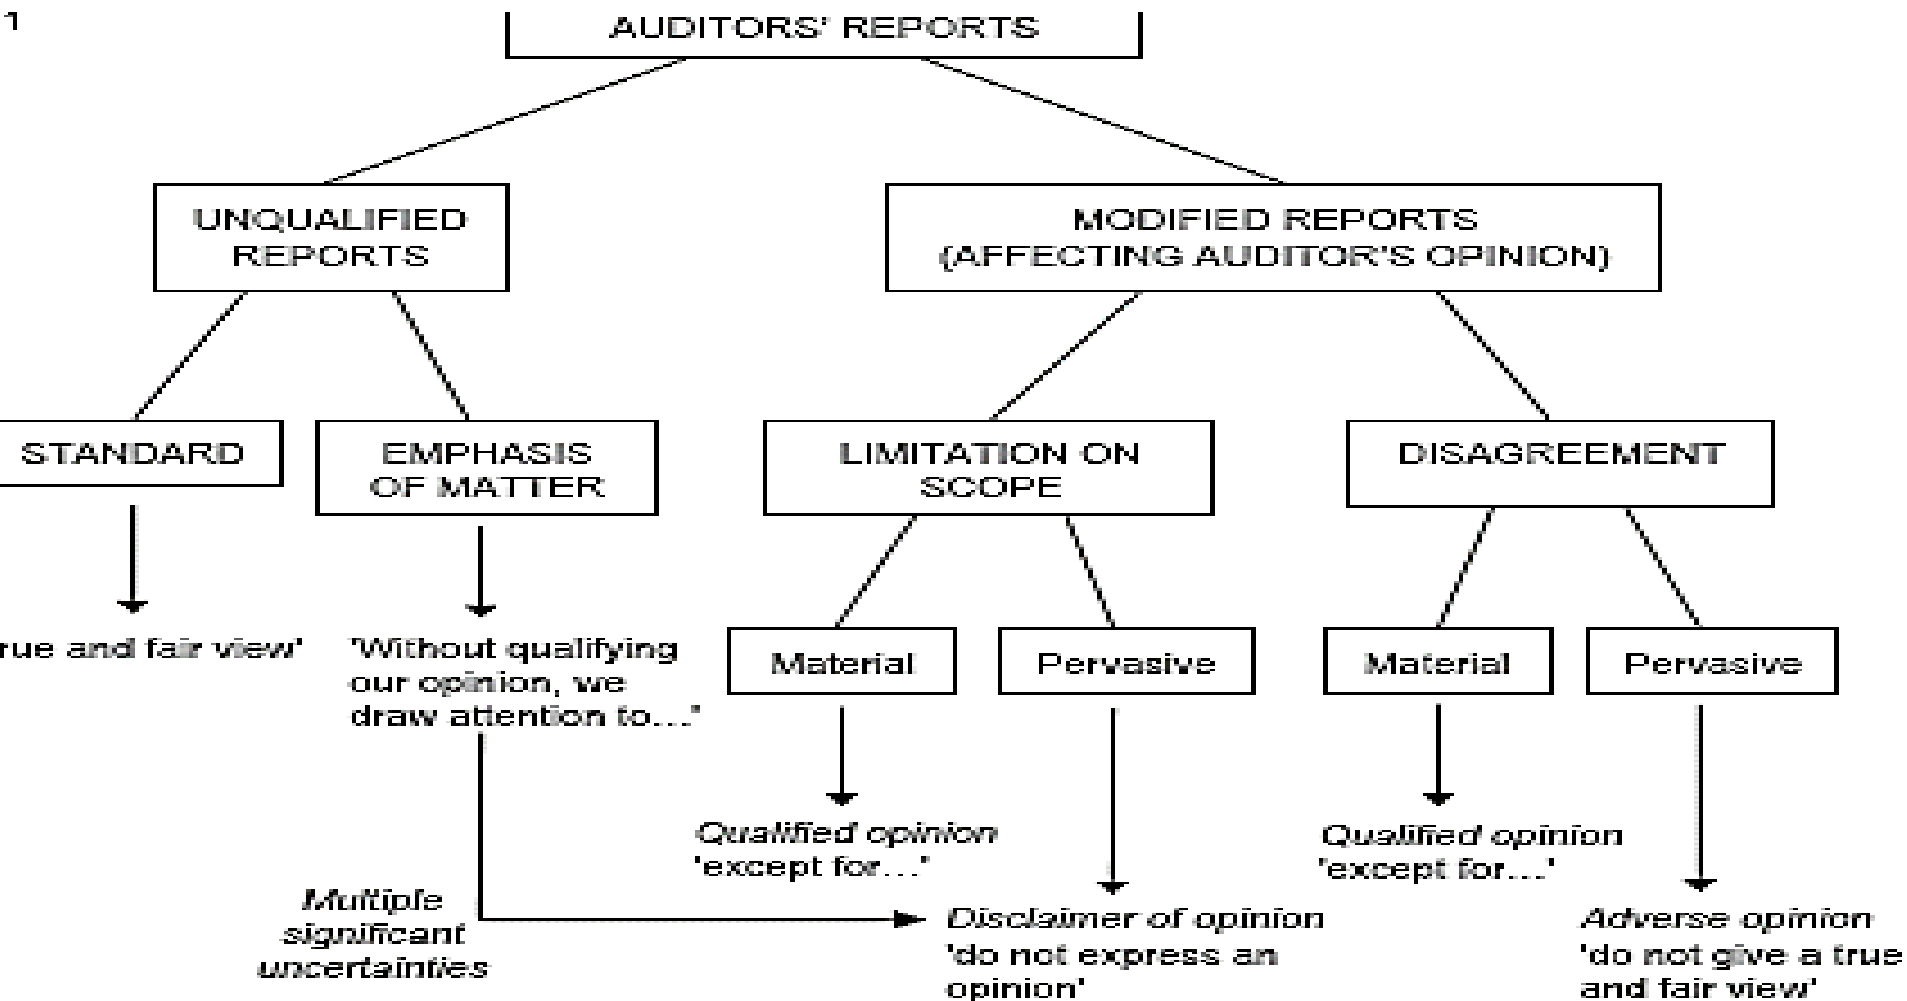 1
AUDITORS' REPORTS
UNQUALIFIED
REPORTS
MODIFIED REPORTS
(AFFECTING AUDITOR'S OPINION)
STANDARD
EMPHASIS
OF MATTER
LIMITATION ON
SCOPE
DISAGREEMENT
rue and fair view'
'Without qualifying
our opinion, we
draw attention to...'
Material
Pervasive
Material
Pervasive
Qualified opinion
'except for...'
Qualified opinion
'except for...'
Multiple
significant
uncertainties
Disclaimer of opinion
'do not express an
opinion'
Adverse opinion
'do not give a true
and fair view'